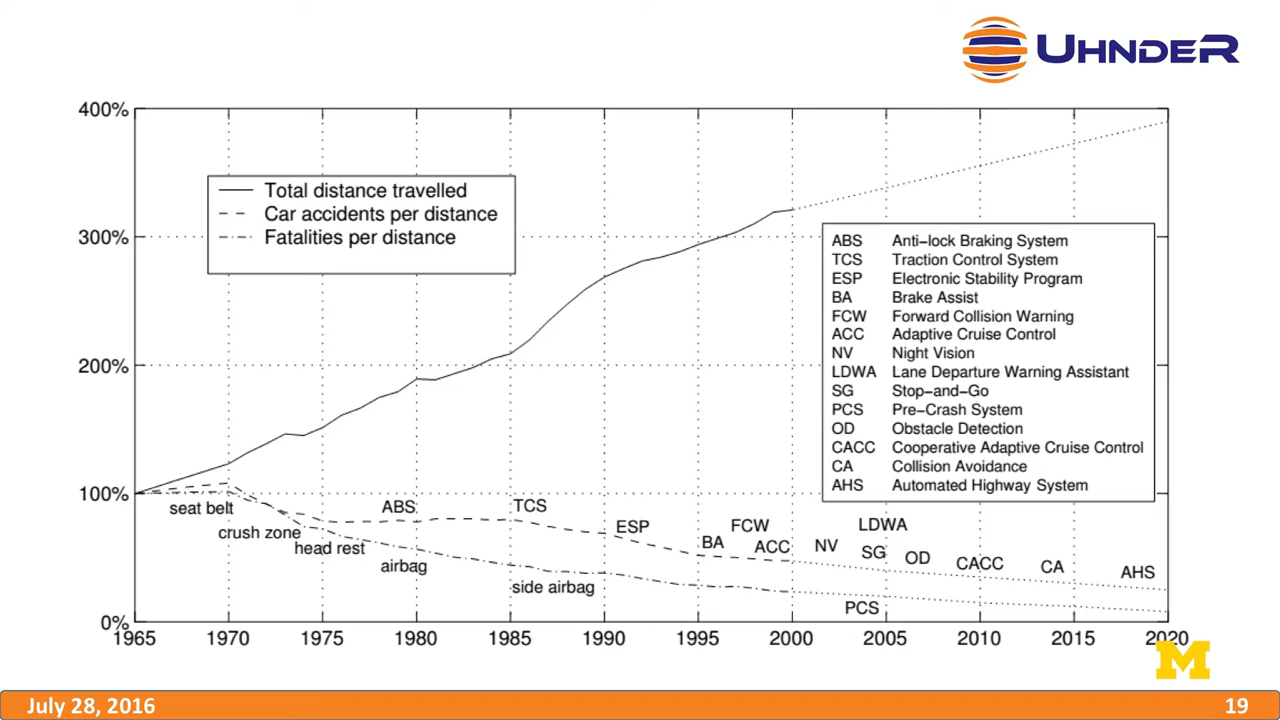 UHNDER
400%
300%
200%
100%
0%
Total distance travelled
Car accidents per distance
Fatalities per distance
ABS Anti−lock Braking System
TCS Traction Control System
ESP Electronic Stability Program
BA Brake Assist
FCW Forward Collision Warning
ACC Adaptive Cruise Control
NV Night Vision
LDWA Lane Departure Warning Assistant
SG Stop−and−Go
PCS Pre−Crash System
OD Obstacle Detection
CACC Cooperative Adaptive Cruise Control
CA Collision Avoidance
AHS Automated Highway System
seat belt
crush zone
head rest
ABS
airbag
TCS
side airbag
ESP
BA
FCW
ACC
NV
LDWA
SG
OD
PCS
CACC
CA
AHS
1965 1970 1975 1980 1985 1990 1995 2000 2005 2010 2015 2020
M
July 28, 2016 19